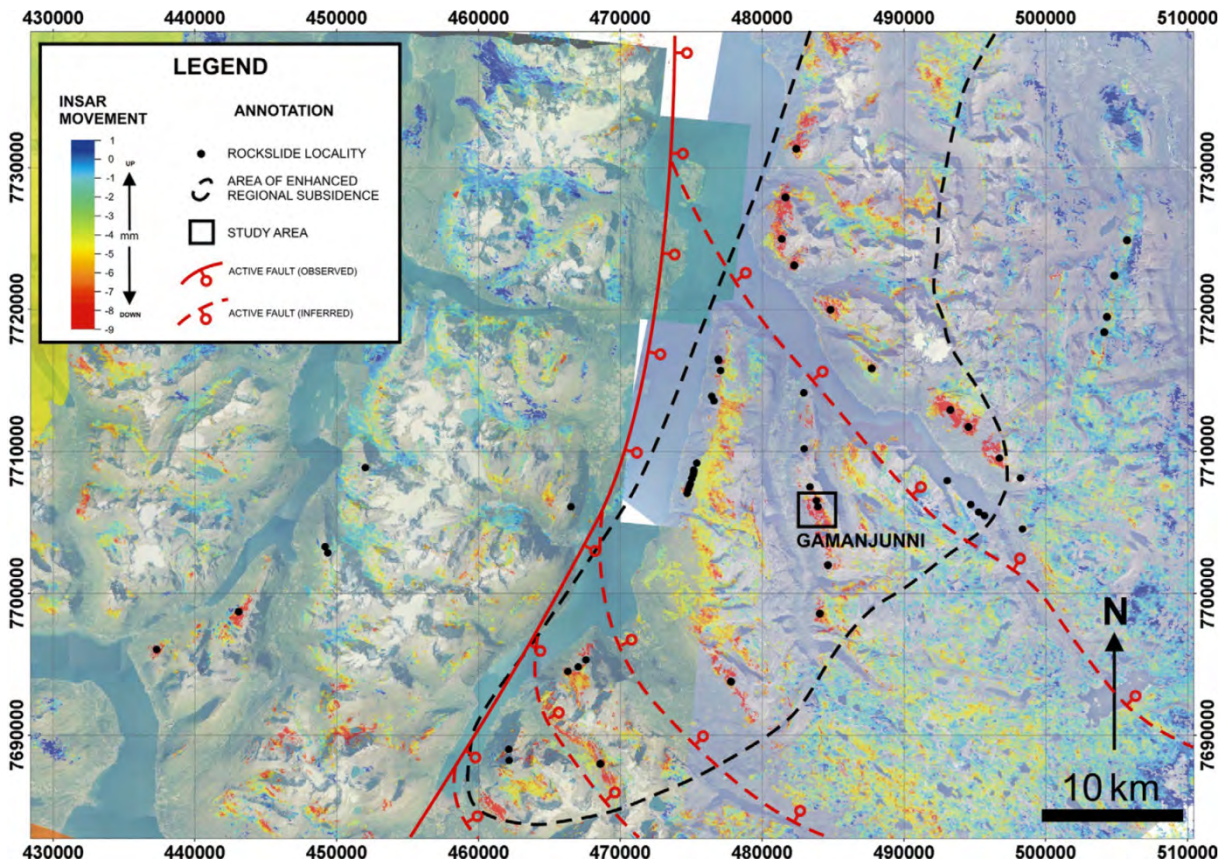 430000 440000 450000 460000 470000 480000 490000 500000 510000
LEGEND
INSAR
MOVEMENT
1
0
-1
-2
-3
-4
-5
-6
-7
-8
-9
UP
mm
DOWN
ANNOTATION
ROCKSLIDE LOCALITY
AREA OF ENHANCED
REGIONAL SUBSIDENCE
STUDY AREA
ACTIVE FAULT (OBSERVED)
ACTIVE FAULT (INFERRED)
7730000
7720000
7710000
7700000
7690000
GAMANJUNNI
N
10 km
7730000
7720000
7710000
7700000
7690000
430000 440000 450000 460000 470000 480000 490000 500000 510000